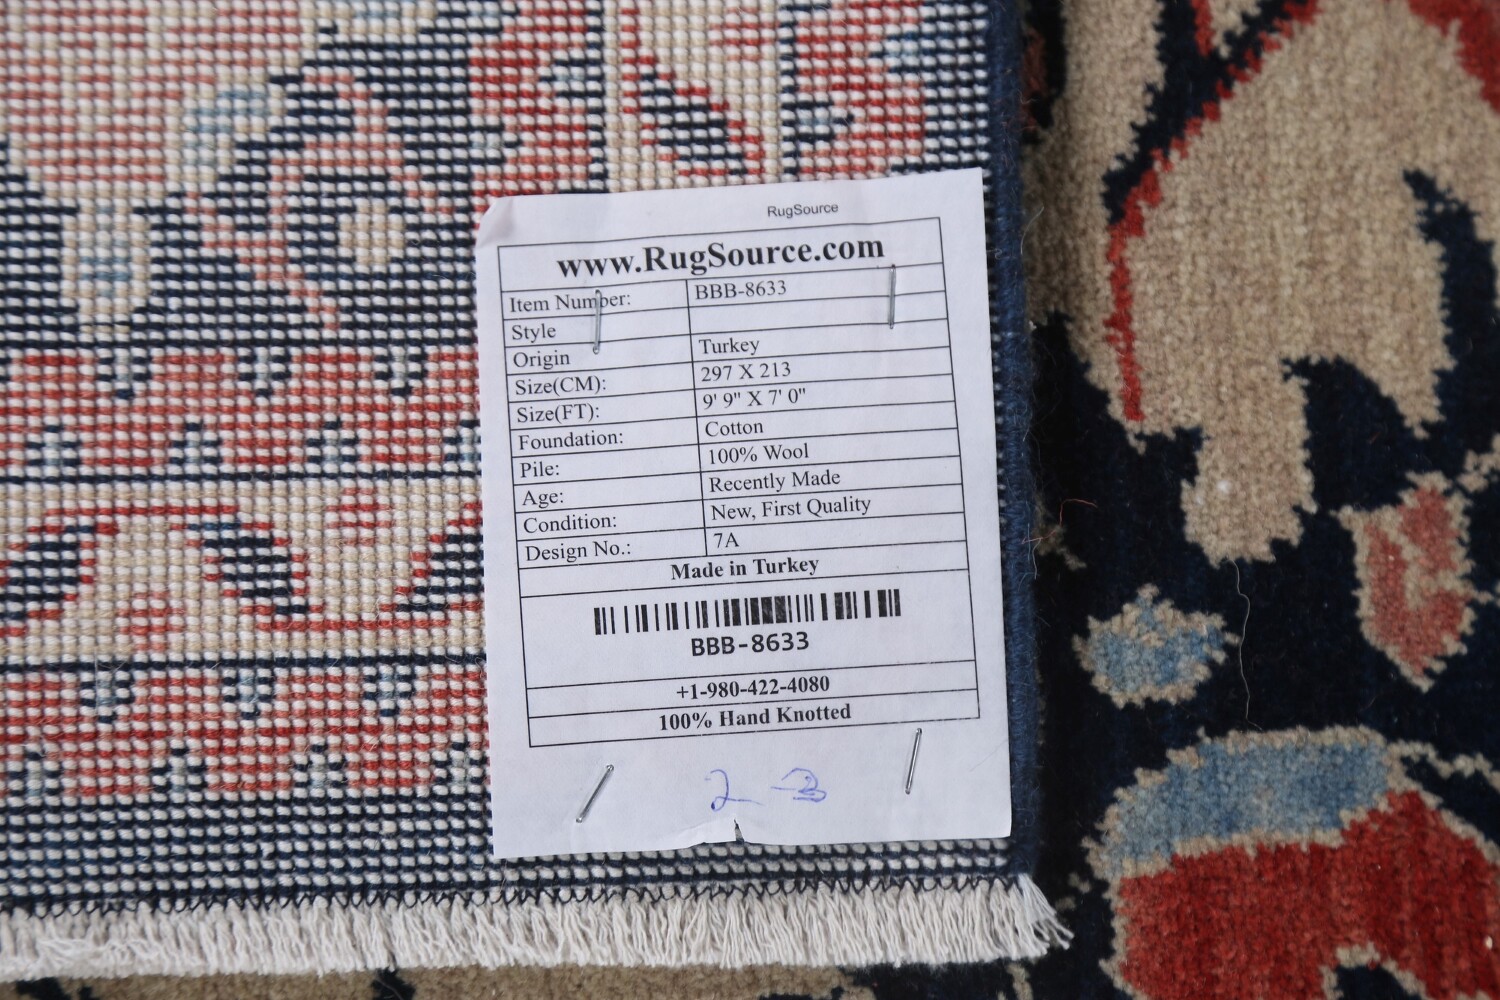 RugSource
www.RugSource.com
Item Number: BBB-8633
Style
Origin Turkey
Size(CM): 297 X 213
Size(FT): 9' 9" X 7' 0"
Foundation: Cotton
Pile: 100% Wool
Age: Recently Made
Condition: New, First Quality
Design No.: 7A
Made in Turkey
BBB-8633
+1-980-422-4080
100% Hand Knotted
2-3